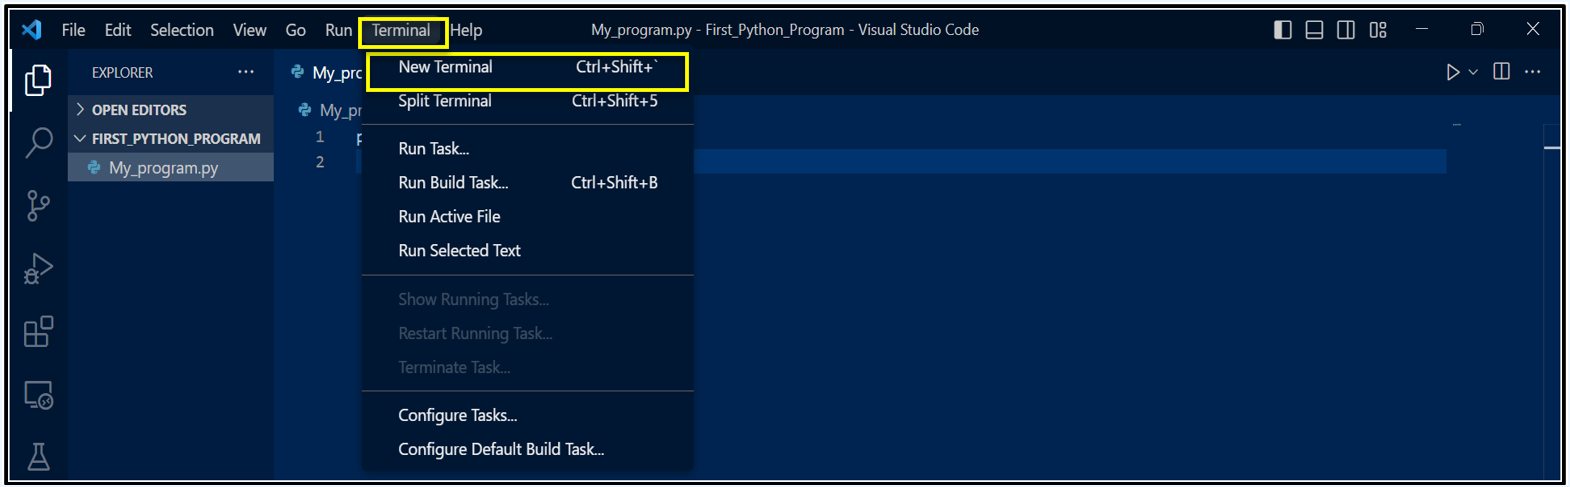 File Edit Selection View Go Run Terminal Help My_program.py - First_Python_Program - Visual Studio Code
EXPLORER
OPEN EDITORS
FIRST_PYTHON_PROGRAM
My_program.py
1
2
New Terminal Ctrl+Shift+`
Split Terminal Ctrl+Shift+5
Run Task...
Run Build Task... Ctrl+Shift+B
Run Active File
Run Selected Text
Show Running Tasks...
Restart Running Task...
Terminate Task...
Configure Tasks...
Configure Default Build Task...